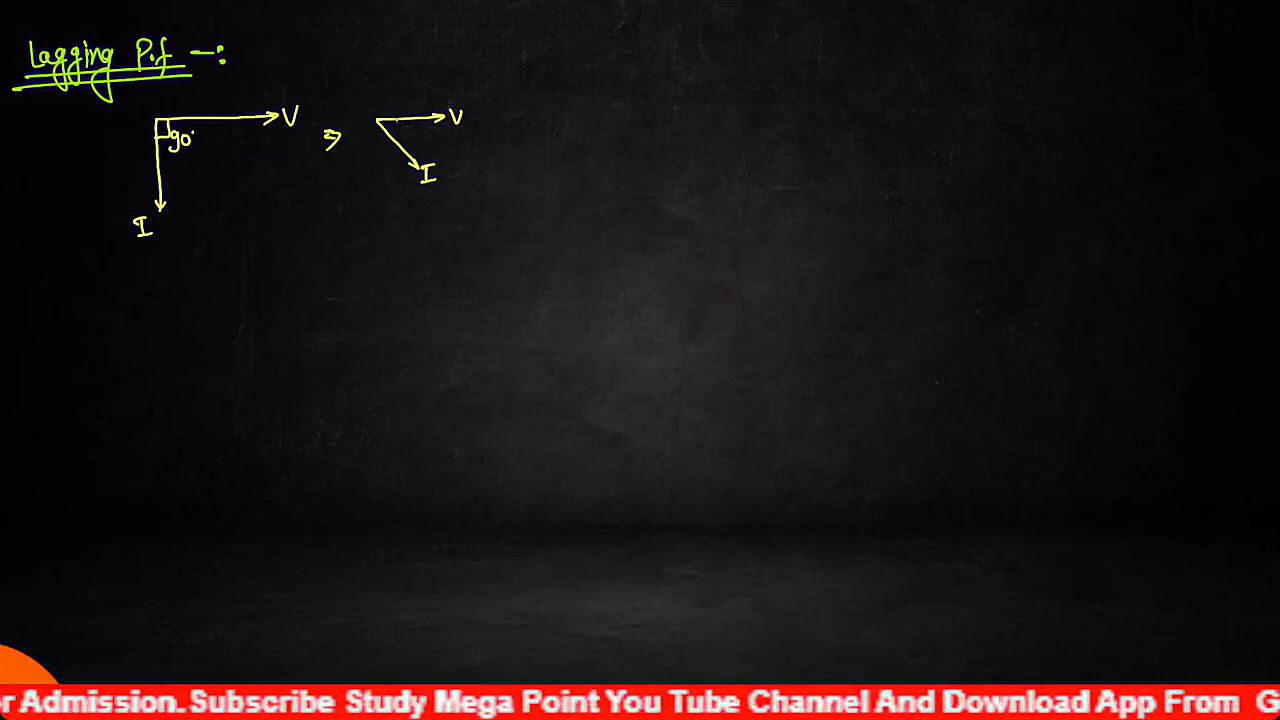 Lagging P.f -:
V
90°
I
⇒
V
I
r Admission. Subscribe Study Mega Point You Tube Channel And Download App From G